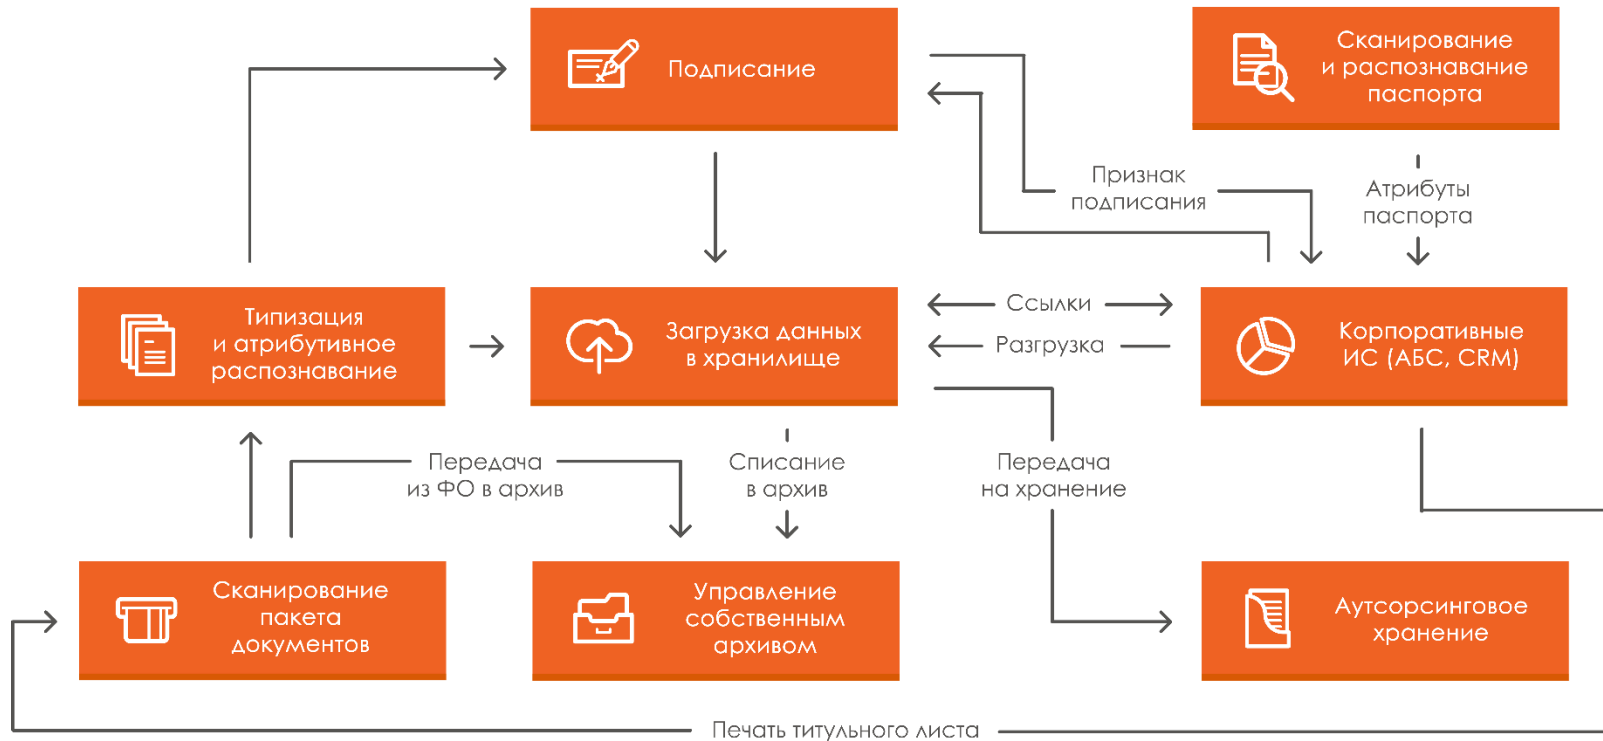 Подписание
Сканирование
и распознавание
паспорта
Признак
подписания
Атрибуты
паспорта
Типизация
и атрибутивное
распознавание
Загрузка данных
в хранилище
Ссылки
Разгрузка
Корпоративные
ИС (АБС, CRM)
Передача
из ФО в архив
Списание
в архив
Передача
на хранение
Сканирование
пакета
документов
Управление
собственным
архивом
Аутсорсинговое
хранение
Печать титульного листа